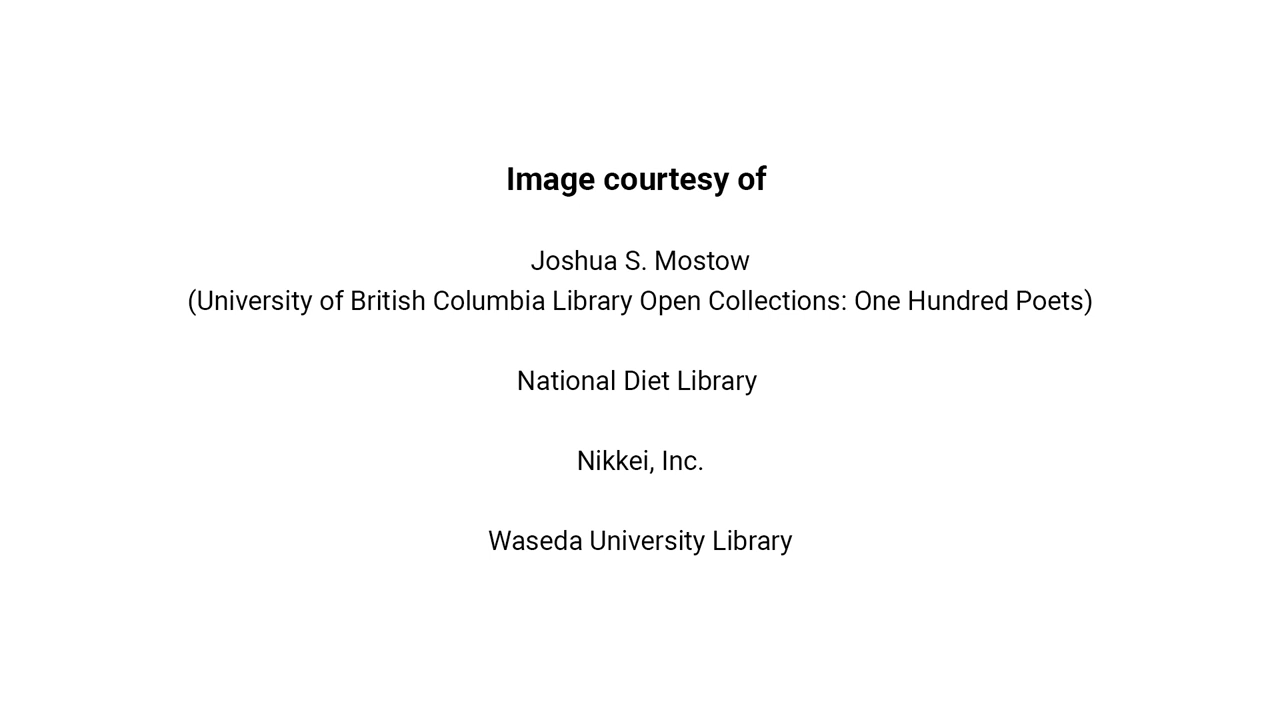 Image courtesy of
Joshua S. Mostow
(University of British Columbia Library Open Collections: One Hundred Poets)
National Diet Library
Nikkei, Inc.
Waseda University Library